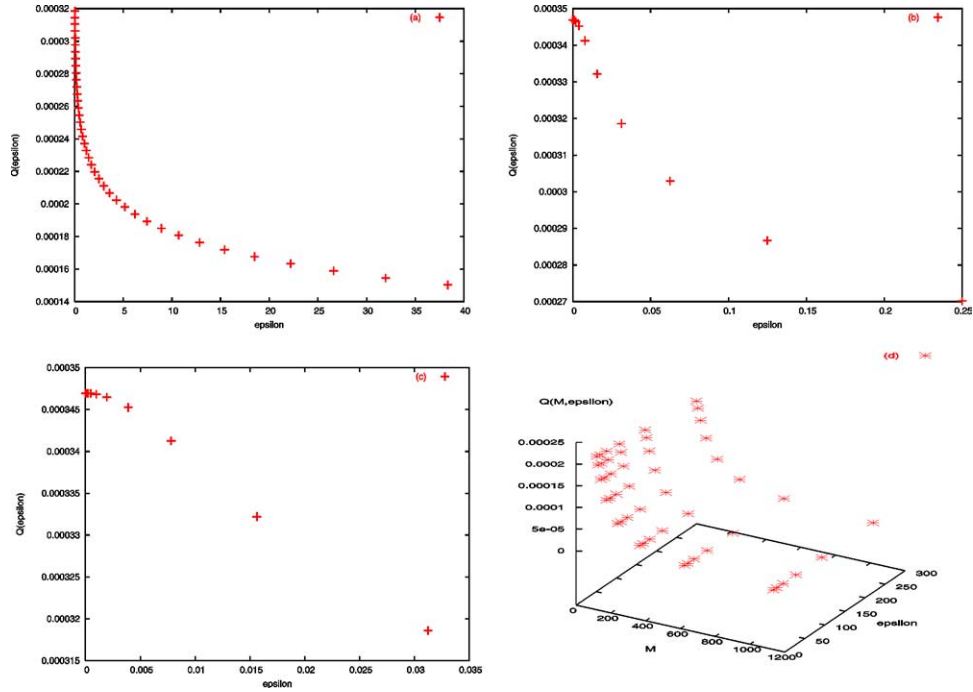 0.00032
0.0003
0.00028
0.00026
0.00024
0.00022
0.0002
0.00018
0.00016
0.00014
Q(epsilon)
(a)
0 5 10 15 20 25 30 35 40
epsilon
0.00035
0.00034
0.00033
0.00032
0.00031
0.0003
0.00029
0.00028
0.00027
Q(epsilon)
(b)
0 0.05 0.1 0.15 0.2 0.25
epsilon
0.00035
0.000345
0.00034
0.000335
0.00033
0.000325
0.00032
0.000315
Q(epsilon)
(c)
0 0.005 0.01 0.015 0.02 0.025 0.03 0.035
epsilon
(d)
Q(M,epsilon)
0.00025
0.0002
0.00015
0.0001
5e-05
0
0 200 400 600 800 1000 1200
M
0 50 100 150 200 250 300
epsilon